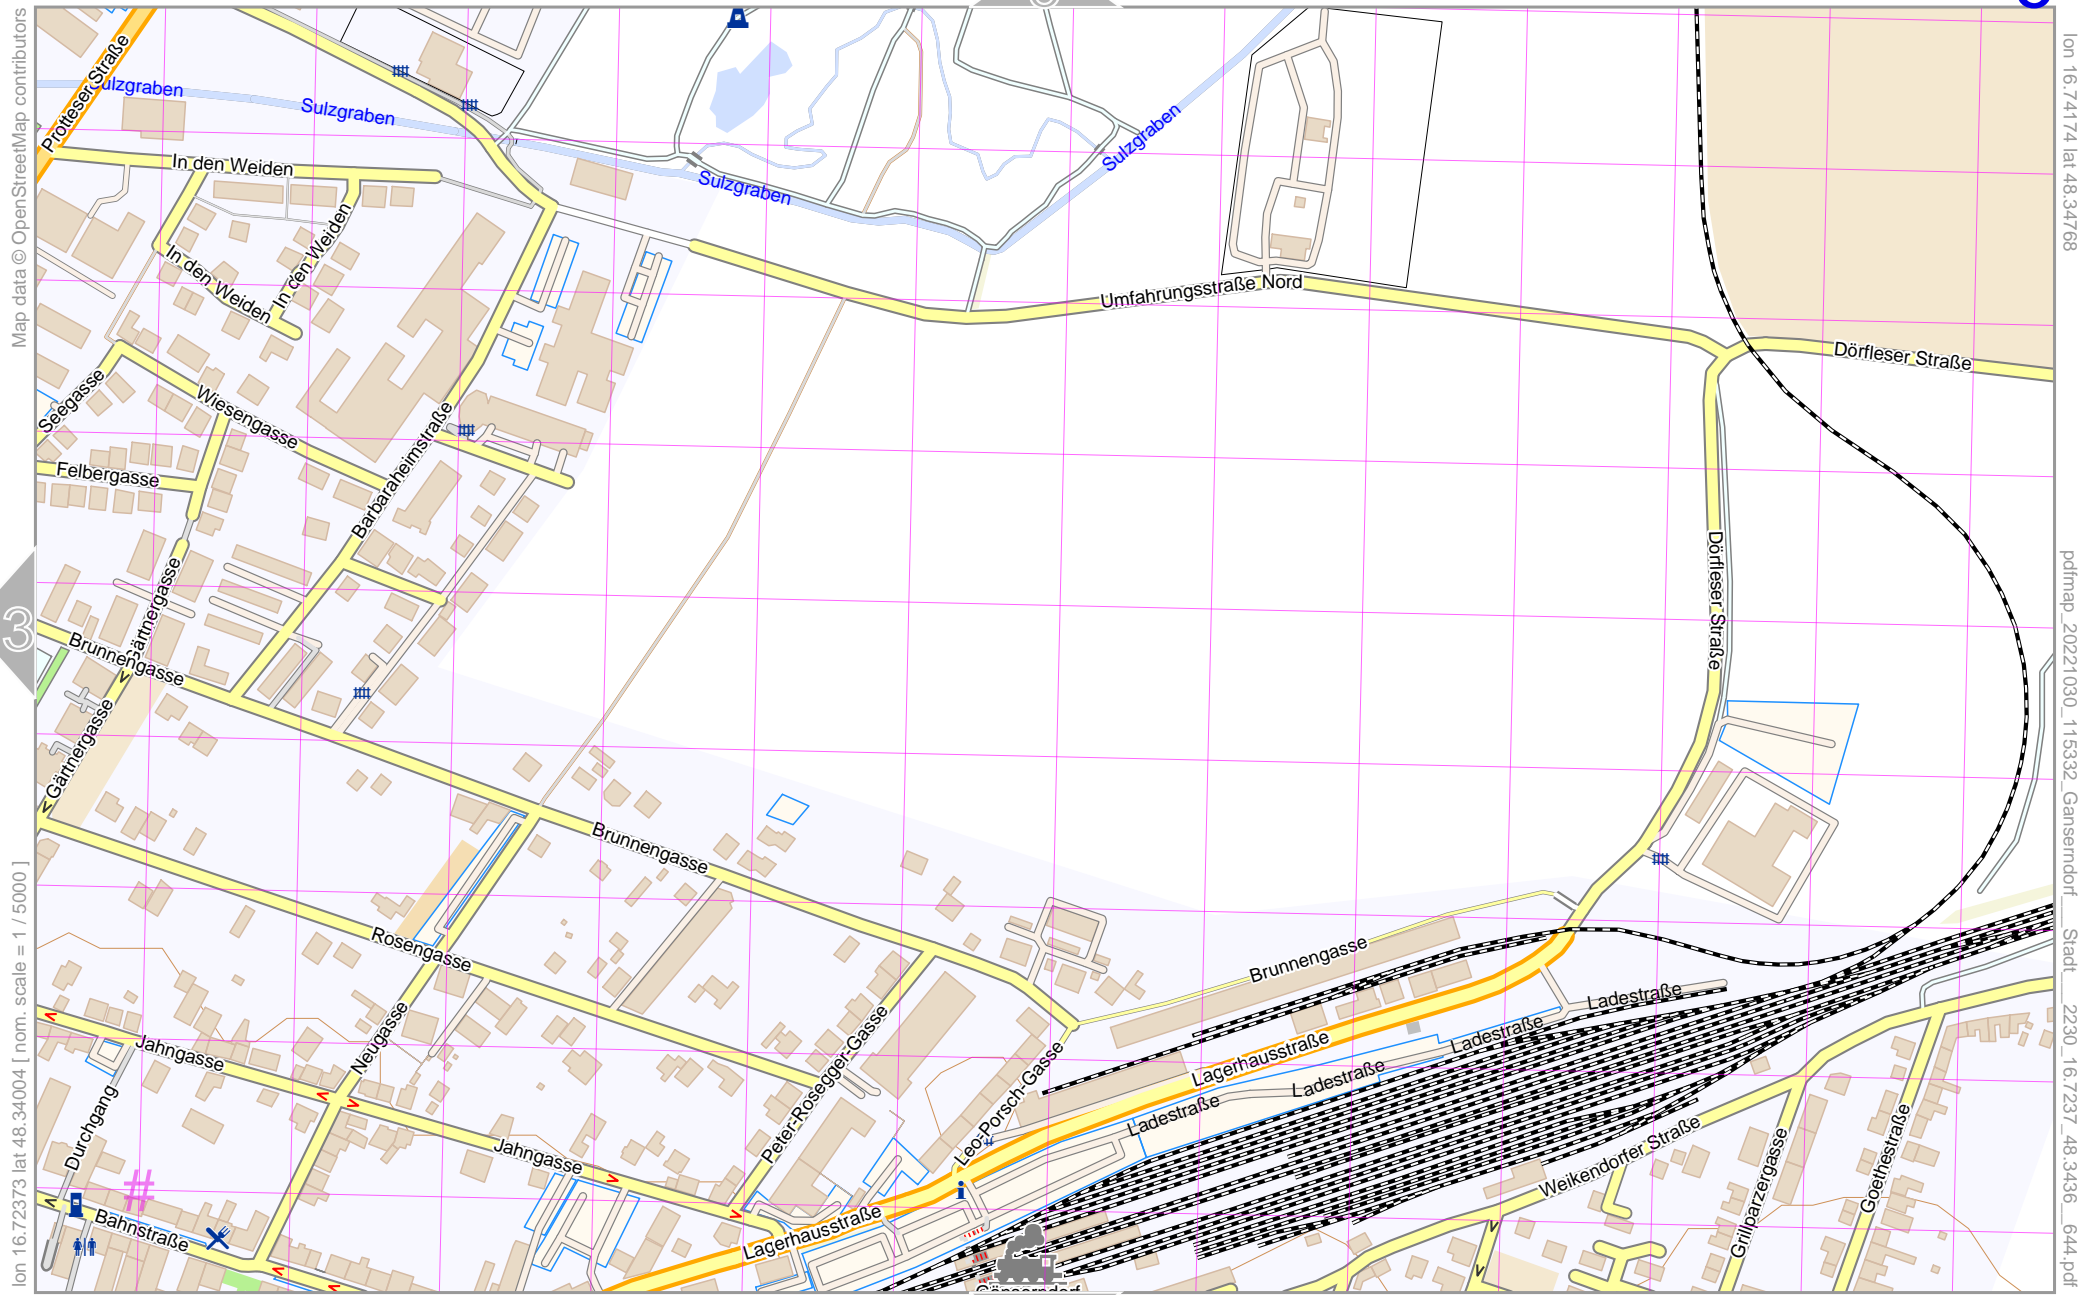 Map data © OpenStreetMap contributors
lon 16.74174 lat 48.34768
Protteser Straße
Sulzgraben
Sulzgraben
Sulzgraben
Sulzgraben
In den Weiden
In den Weiden
In den Weiden
Umfahrungsstraße Nord
Dörfleser Straße
Seegasse
Wiesengasse
Barbaraheimstraße
Felbergasse
Dörfleser Straße
Gärtnergasse
3
Brunnengasse
Gärtnergasse
Brunnengasse
Rosengasse
Brunnengasse
Neugasse
Jahngasse
Peter-Rosegger-Gasse
Leo-Porsch-Gasse
Lagerhausstraße
Ladestraße
Ladestraße
Ladestraße
Ladestraße
Durchgang
Jahngasse
Weikendorfer Straße
Grillparzergasse
Goethestraße
#
Bahnstraße
Lagerhausstraße
Gänserndorf
lon 16.72373 lat 48.34004 [ nom. scale = 1 / 5000 ]
pdfmap_20221030_115332_Ganserndorf___Stadt___2230_16.7237_48.3436_644.pdf